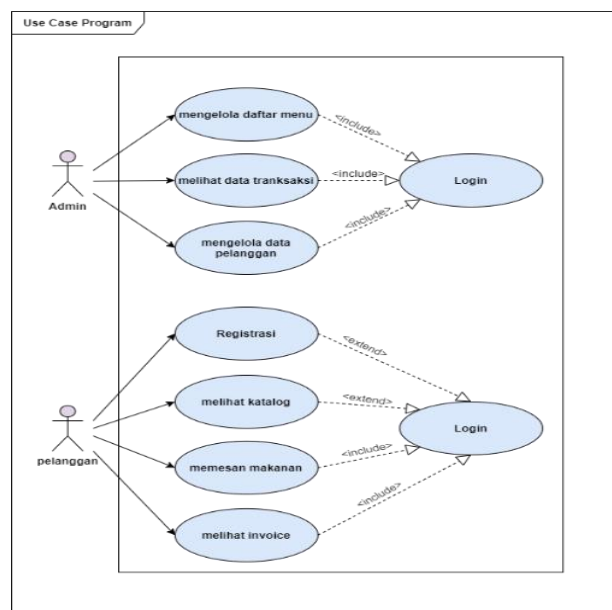 Use Case Program
mengelola daftar menu
<include>
melihat data tranksaksi
<include>
Login
Admin
<include>
mengelola data
pelanggan
Registrasi
<extend>
melihat katalog
<extend>
Login
pelanggan
memesan makanan
<include>
<include>
melihat invoice